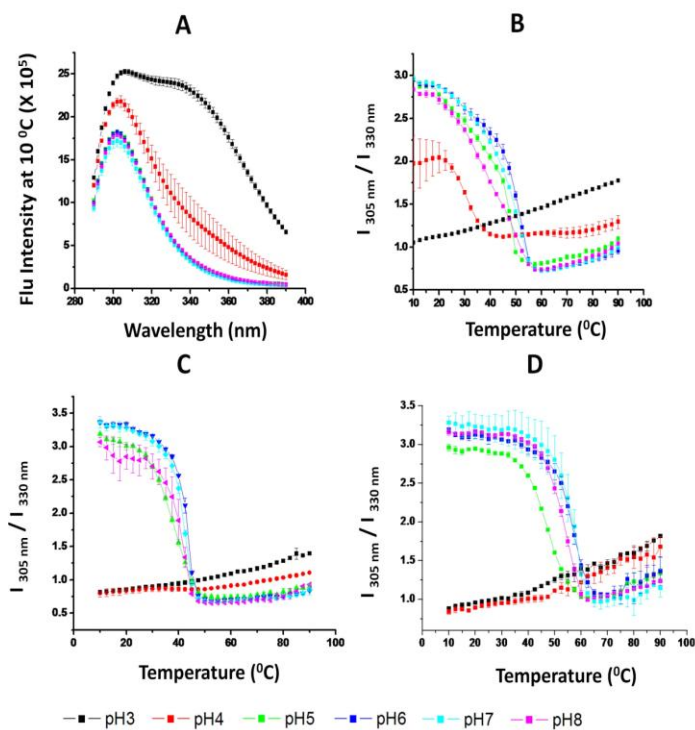 A
B
Flu Intensity at 10 ⁰C (X 10⁵)
25
20
15
10
5
0
280 300 320 340 360 380 400
Wavelength (nm)
I 305 nm / I 330 nm
3.0
2.5
2.0
1.5
1.0
0.5
10 20 30 40 50 60 70 80 90 100
Temperature (⁰C)
C
D
I 305 nm / I 330 nm
3.5
3.0
2.5
2.0
1.5
1.0
0.5
0 20 40 60 80 100
Temperature (⁰C)
I 305 nm / I 330 nm
3.5
3.0
2.5
2.0
1.5
1.0
0 10 20 30 40 50 60 70 80 90 100
Temperature (⁰C)
pH3 pH4 pH5 pH6 pH7 pH8